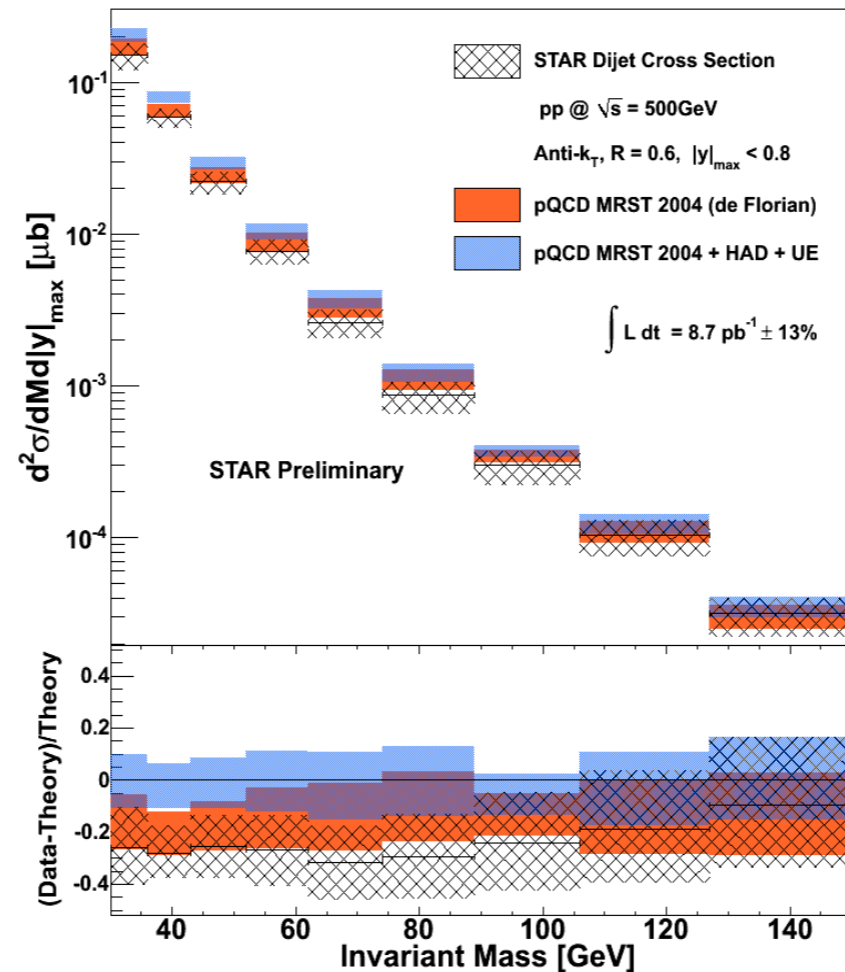 STAR Dijet Cross Section
pp @ √s = 500GeV
Anti-k_T, R = 0.6, |y|_max < 0.8
pQCD MRST 2004 (de Florian)
pQCD MRST 2004 + HAD + UE
∫ L dt = 8.7 pb⁻¹ ± 13%
STAR Preliminary
d²σ/dMd|y|_max [μb]
10⁻¹
10⁻²
10⁻³
10⁻⁴
(Data-Theory)/Theory
0.4
0.2
0
-0.2
-0.4
40 60 80 100 120 140
Invariant Mass [GeV]